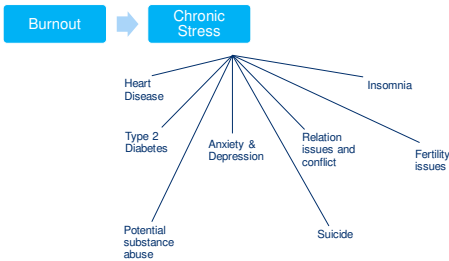 Burnout
Chronic
Stress
Heart
Disease
Insomnia
Type 2
Diabetes
Anxiety &
Depression
Relation
issues and
conflict
Fertility
issues
Potential
substance
abuse
Suicide